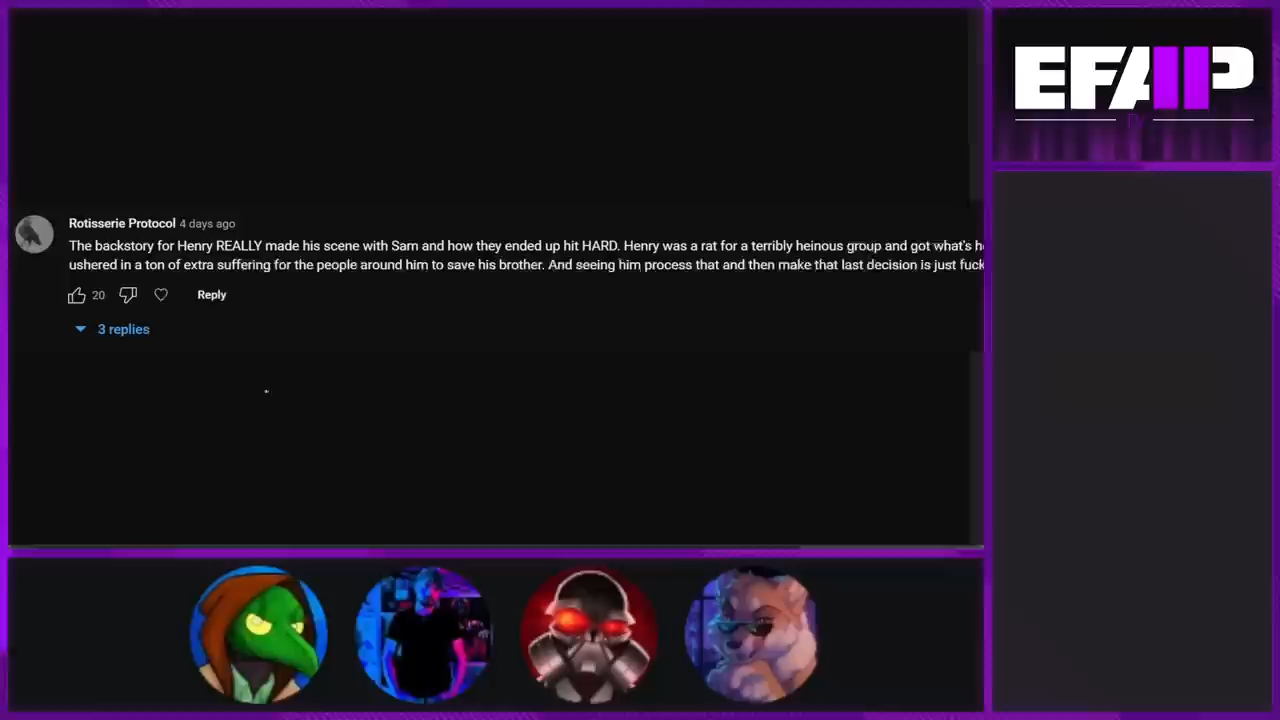 EFAP
TV
Rotisserie Protocol 4 days ago
The backstory for Henry REALLY made his scene with Sam and how they ended up hit HARD. Henry was a rat for a terribly heinous group and got what's h
ushered in a ton of extra suffering for the people around him to save his brother. And seeing him process that and then make that last decision is just fuck
20
Reply
3 replies